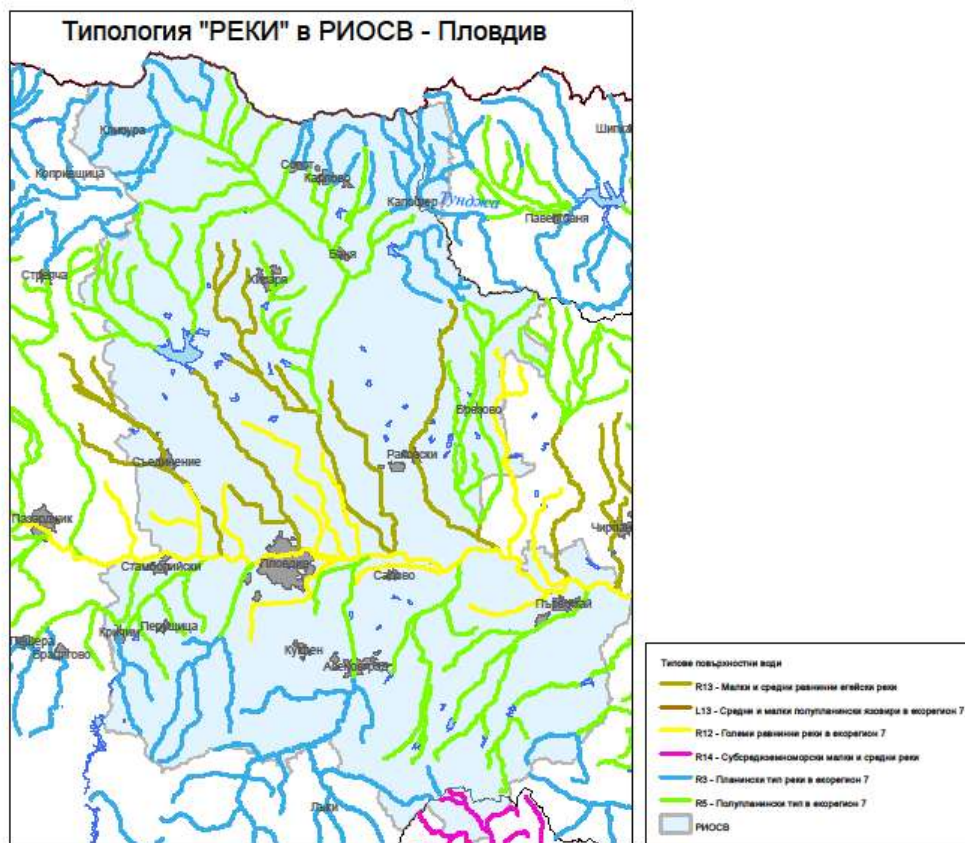 Типология "РЕКИ" в РИОСВ - Пловдив
Клисура
Шипка
Копривщица
Сопот
Карлово
Калофер
Тунджа
Павел баня
Баня
Стрелча
Хисаря
Брезово
Съединение
Раковски
Пазарджик
Чирпан
Стамболийски
Пловдив
Садово
Първомай
Пещера
Кричим
Перущица
Брацигово
Куклен
Асеновград
Лъки
Типове повърхностни води
R13 - Малки и средни равнинни егейски реки
L13 - Средни и малки полупланински язовири в екорегион 7
R12 - Големи равнинни реки в екорегион 7
R14 - Субсредиземноморски малки и средни реки
R3 - Планински тип реки в екорегион 7
R5 - Полупланински тип в екорегион 7
РИОСВ